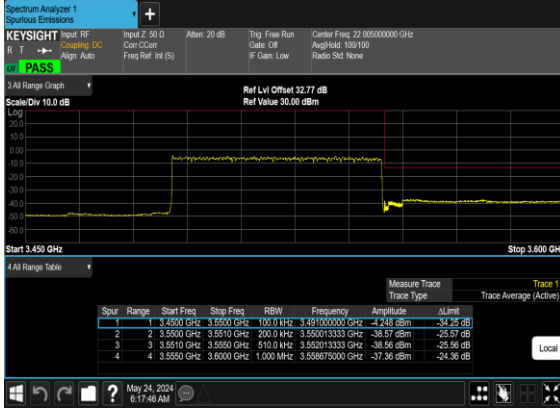 Spectrum Analyzer 1
Spurious Emissions
KEYSIGHT Input: RF Input Z: 50 Ω Atten: 20 dB Trig: Free Run Center Freq: 22.005000000 GHz
R T Coupling: DC Corr CCorr Gate: Off Avg|Hold: 100/100
Align: Auto Freq Ref: Int (S) IF Gain: Low Radio Std: None
PASS
3.All Range Graph Ref Lvl Offset 32.77 dB
Scale/Div 10.0 dB Ref Value 30.00 dBm
Log
20.0
10.0
0.00
-10.0
-20.0
-30.0
-40.0
-50.0
-60.0
Start 3.450 GHz Stop 3.600 GH
4.All Range Table
Measure Trace Trace 1
Trace Type Trace Average (Active)
Spur Range Start Freq Stop Freq RBW Frequency Amplitude ΔLimit
1 1 3.4500 GHz 3.5500 GHz 100.0 kHz 3.491000000 GHz -4.248 dBm -34.25 dB
2 2 3.5500 GHz 3.5510 GHz 200.0 kHz 3.550013333 GHz -38.57 dBm -25.57 dB
3 3 3.5510 GHz 3.5550 GHz 510.0 kHz 3.552013333 GHz -38.56 dBm -25.56 dB
4 4 3.5550 GHz 3.6000 GHz 1.000 MHz 3.558675000 GHz -37.36 dBm -24.36 dB
Local
May 24, 2024
6:17:46 AM